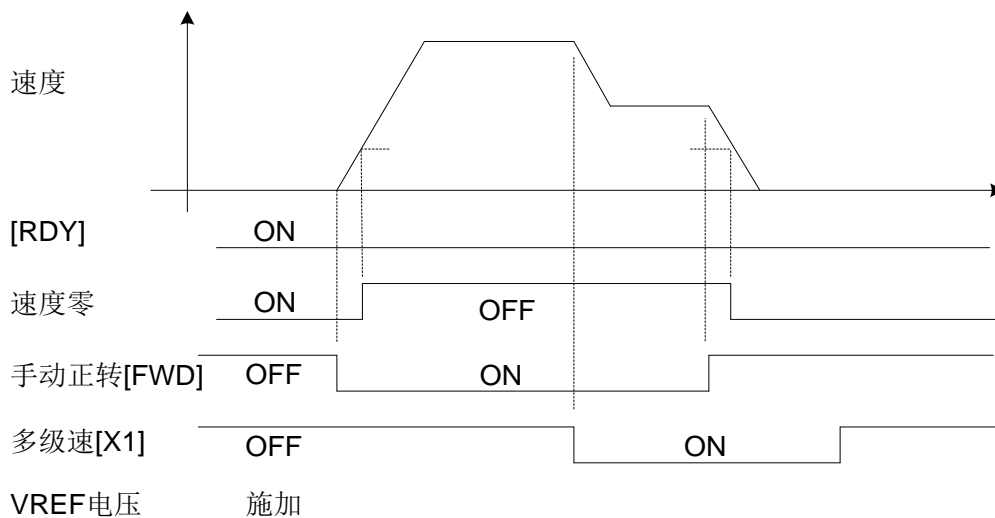 速度
[RDY] ON
速度零 ON OFF
手动正转[FWD] OFF ON
多级速[X1] OFF ON
VREF电压 施加